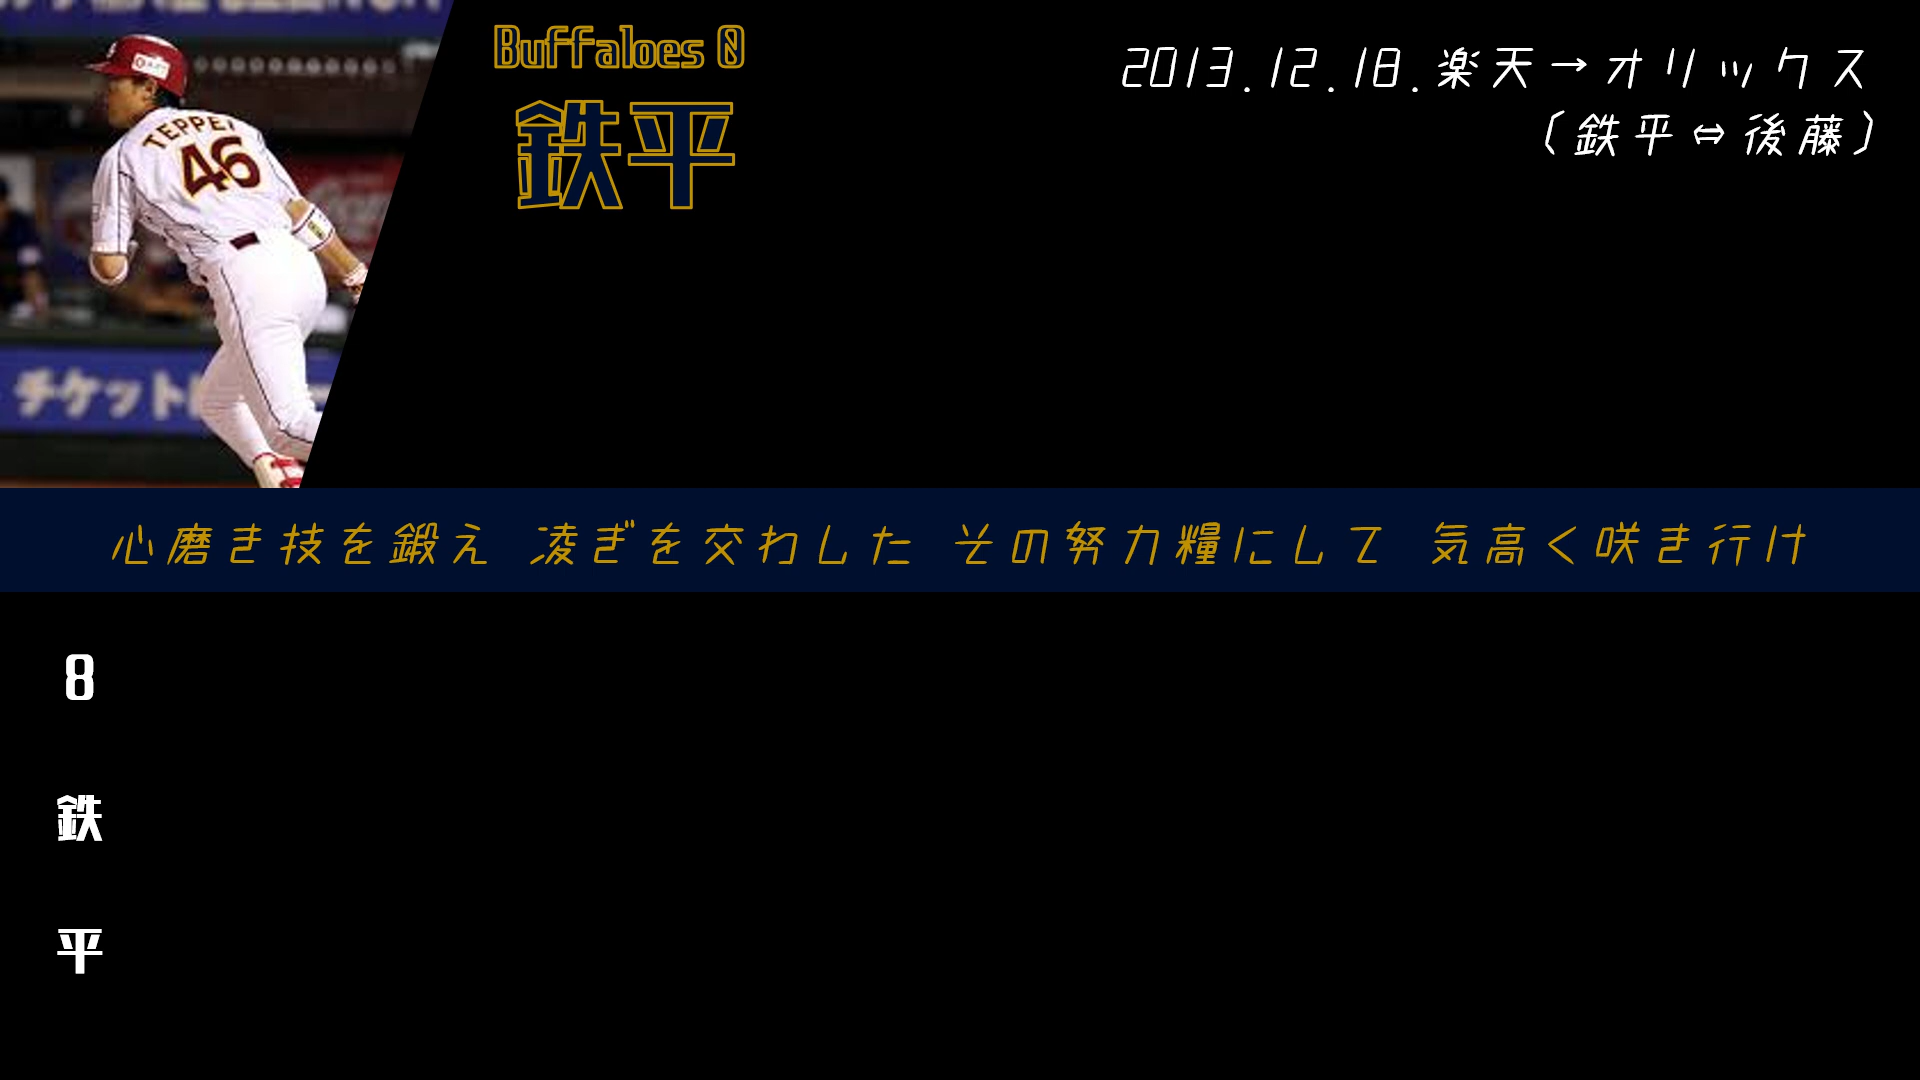 Buffaloes 0
鉄平
2013.12.18.楽天→オリックス
(鉄平⇔後藤)
TEPPEI
46
チケット
心磨き技を鍛え 凌ぎを交わした その努力糧にして 気高く咲き行け
8
鉄
平